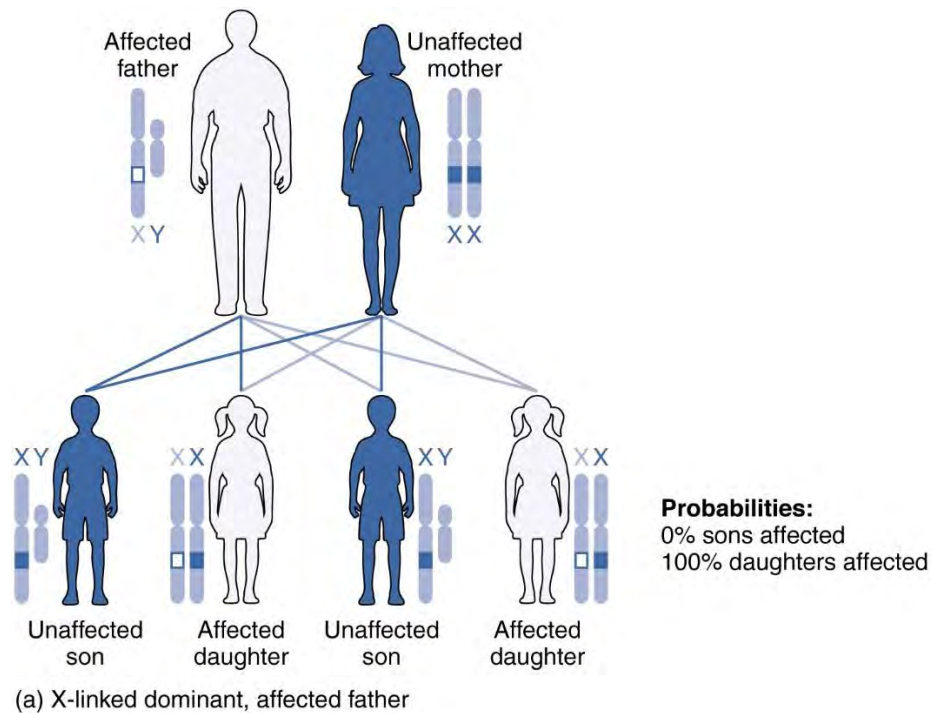 Affected
father
Unaffected
mother
X Y
XX
X Y
X X
X Y
X X
Unaffected
son
Affected
daughter
Unaffected
son
Affected
daughter
Probabilities:
0% sons affected
100% daughters affected
(a) X-linked dominant, affected father